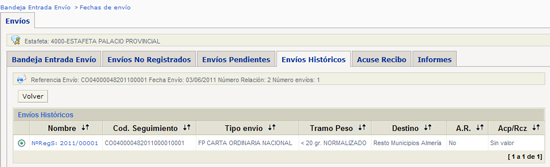 Bandeja Entrada Envío > Fechas de envío
Envíos
Estafeta: 4000-ESTAFETA PALACIO PROVINCIAL
Bandeja Entrada Envío Envíos No Registrados Envíos Pendientes Envíos Históricos Acuse Recibo Informes
Referencia Envío: CO04000048201100001 Fecha Envío: 03/06/2011 Número Relación: 2 Número envíos: 1
Volver
Envíos Históricos
Nombre Cod. Seguimiento Tipo envío Tramo Peso Destino A.R. Acp/Rcz
NºRegS: 2011/00001 CO040000482011000010001 FP CARTA ORDINARIA NACIONAL < 20 gr. NORMALIZADO Resto Municipios Almería No Sin valor
[ 1 a 1 de 1 ]